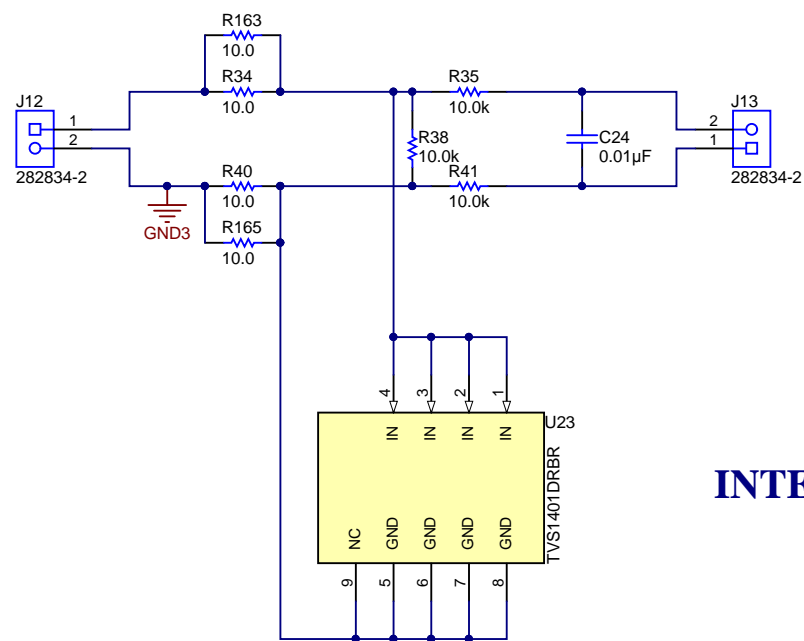 R163
10.0
R34
10.0
R35
10.0k
J12
1
2
282834-2
J13
2
1
282834-2
R38
10.0k
C24
0.01µF
R40
10.0
R41
10.0k
GND3
R165
10.0
4
3
2
1
IN
IN
IN
IN
U23
TVS1401DRBR
NC
GND
GND
GND
GND
9
5
6
7
8
INTE